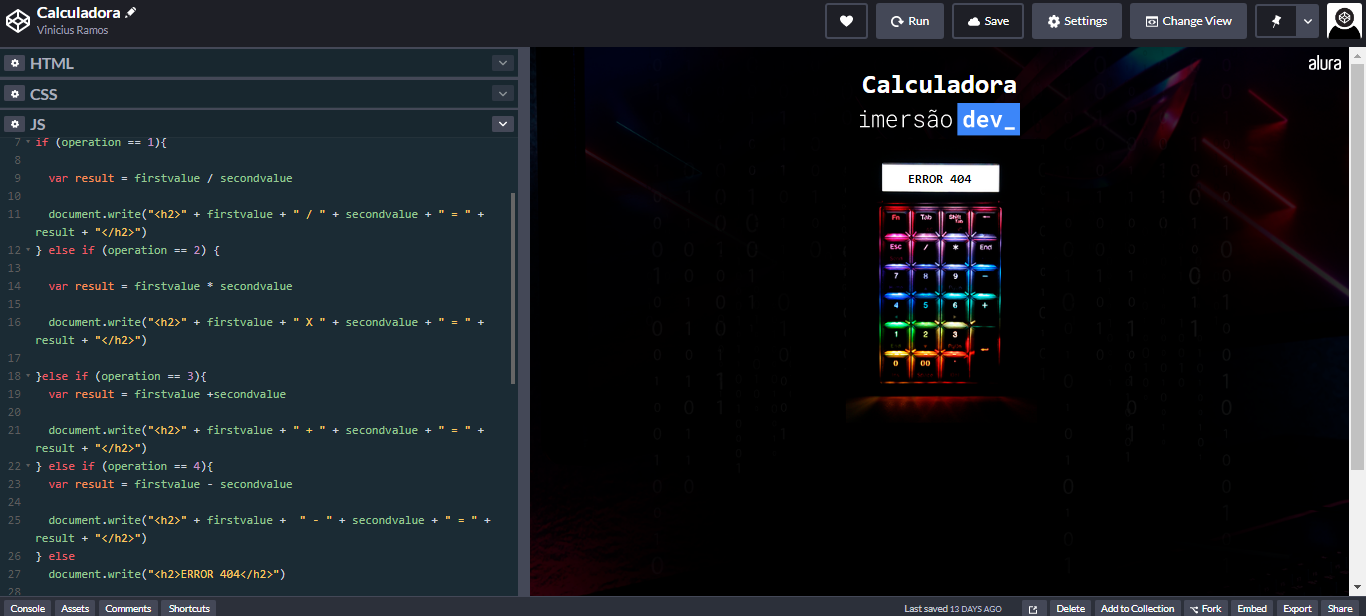 Calculadora
Vinicius Ramos
Run
Save
Settings
Change View
HTML
CSS
JS
7 if (operation == 1){
8
9 var result = firstvalue / secondvalue
10
11 document.write("<h2>" + firstvalue + " / " + secondvalue + " = " +
result + "</h2>")
12 } else if (operation == 2) {
13
14 var result = firstvalue * secondvalue
15
16 document.write("<h2>" + firstvalue + " X " + secondvalue + " = " +
result + "</h2>")
17
18 }else if (operation == 3){
19 var result = firstvalue +secondvalue
20
21 document.write("<h2>" + firstvalue + " + " + secondvalue + " = " +
result + "</h2>")
22 } else if (operation == 4){
23 var result = firstvalue - secondvalue
24
25 document.write("<h2>" + firstvalue +  " - " + secondvalue + " = " +
result + "</h2>")
26 } else
27 document.write("<h2>ERROR 404</h2>")
28
alura
Calculadora
imersão dev_
ERROR 404
Fn Tab Shift Tab
Esc / * End
7 8 9 -
4 5 6 +
1 2 3
0 00 .
Console Assets Comments Shortcuts
Last saved 13 DAYS AGO
Delete Add to Collection Fork Embed Export Share